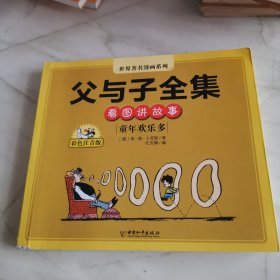 世界著名漫画系列
父与子全集
看图讲故事
童年欢乐多
彩色注音版
中国和平出版社